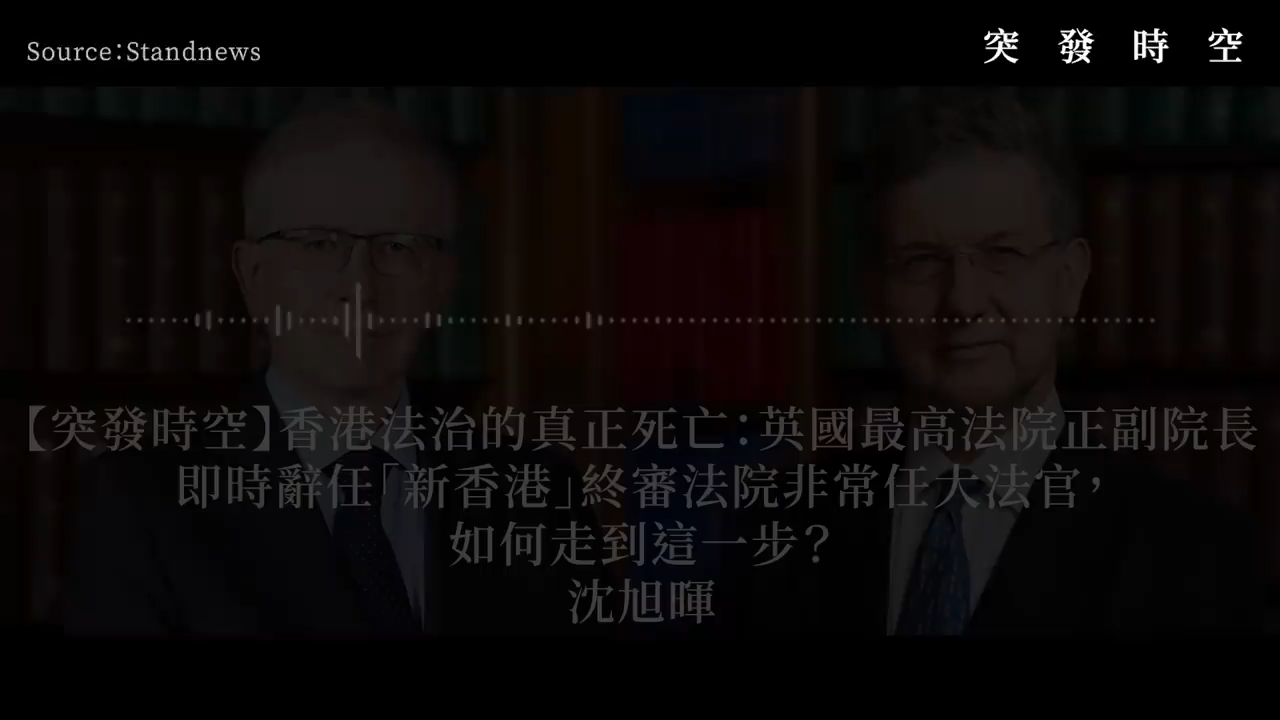 Source:Standnews
突發時空
【突發時空】香港法治的真正死亡:英國最高法院正副院長
即時辭任「新香港」終審法院非常任大法官,
如何走到這一步?
沈旭暉